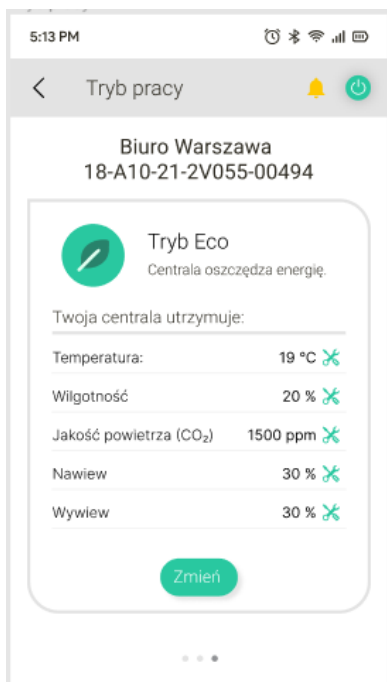 5:13 PM
Tryb pracy
Biuro Warszawa
18-A10-21-2V055-00494
Tryb Eco
Centrala oszczędza energię.
Twoja centrala utrzymuje:
Temperatura: 19 °C
Wilgotność 20 %
Jakość powietrza (CO₂) 1500 ppm
Nawiew 30 %
Wywiew 30 %
Zmień